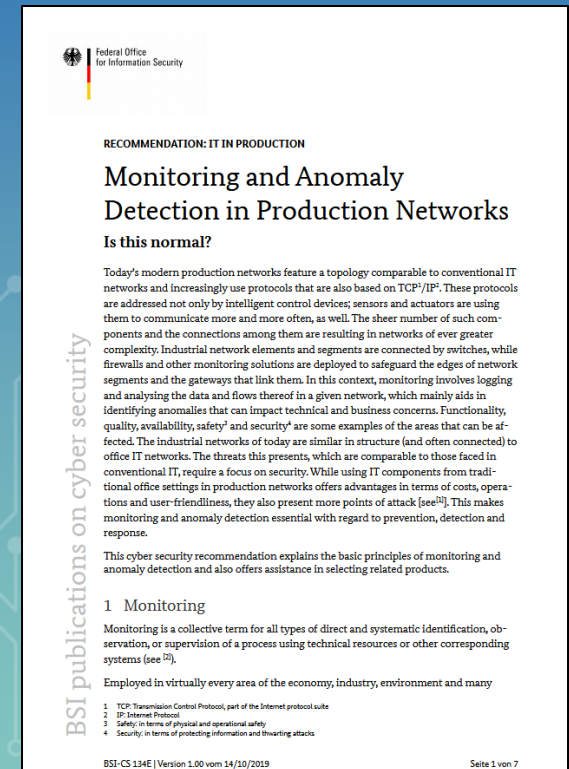 Federal Office
for Information Security
RECOMMENDATION: IT IN PRODUCTION
Monitoring and Anomaly
Detection in Production Networks
Is this normal?
Today's modern production networks feature a topology comparable to conventional IT
networks and increasingly use protocols that are also based on TCP¹/IP². These protocols
are addressed not only by intelligent control devices; sensors and actuators are using
them to communicate more and more often, as well. The sheer number of such com-
ponents and the connections among them are resulting in networks of ever greater
complexity. Industrial network elements and segments are connected by switches, while
firewalls and other monitoring solutions are deployed to safeguard the edges of network
segments and the gateways that link them. In this context, monitoring involves logging
and analysing the data and flows thereof in a given network, which mainly aids in
identifying anomalies that can impact technical and business concerns. Functionality,
quality, availability, safety³ and security⁴ are some examples of the areas that can be af-
fected. The industrial networks of today are similar in structure (and often connected) to
office IT networks. The threats this presents, which are comparable to those faced in
conventional IT, require a focus on security. While using IT components from tradi-
tional office settings in production networks offers advantages in terms of costs, opera-
tions and user-friendliness, they also present more points of attack [see[1]]. This makes
monitoring and anomaly detection essential with regard to prevention, detection and
response.
This cyber security recommendation explains the basic principles of monitoring and
anomaly detection and also offers assistance in selecting related products.
1 Monitoring
Monitoring is a collective term for all types of direct and systematic identification, ob-
servation, or supervision of a process using technical resources or other corresponding
systems (see [2]).
Employed in virtually every area of the economy, industry, environment and many
1 TCP: Transmission Control Protocol, part of the Internet protocol suite
2 IP: Internet Protocol
3 Safety: in terms of physical and operational safety
4 Security: in terms of protecting information and thwarting attacks
BSI-CS 134E | Version 1.00 vom 14/10/2019 Seite 1 von 7
BSI publications on cyber security